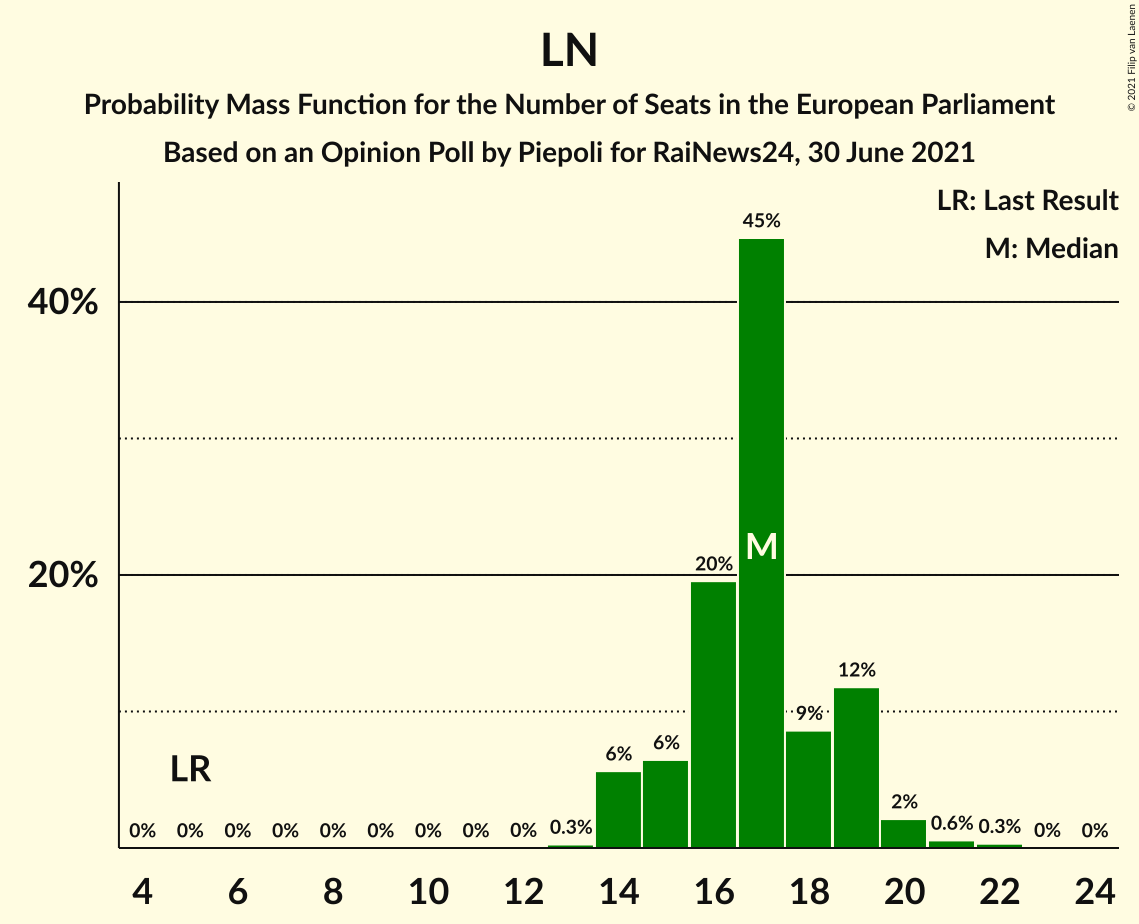 LN
Probability Mass Function for the Number of Seats in the European Parliament
Based on an Opinion Poll by Piepoli for RaiNews24, 30 June 2021
© 2021 Filip van Laenen
LR: Last Result
M: Median
45%
40%
M
20%
20%
12%
9%
LR
6%
6%
2%
0% 0% 0% 0% 0% 0% 0% 0% 0% 0.3% 0.6% 0.3% 0% 0%
4 6 8 10 12 14 16 18 20 22 24